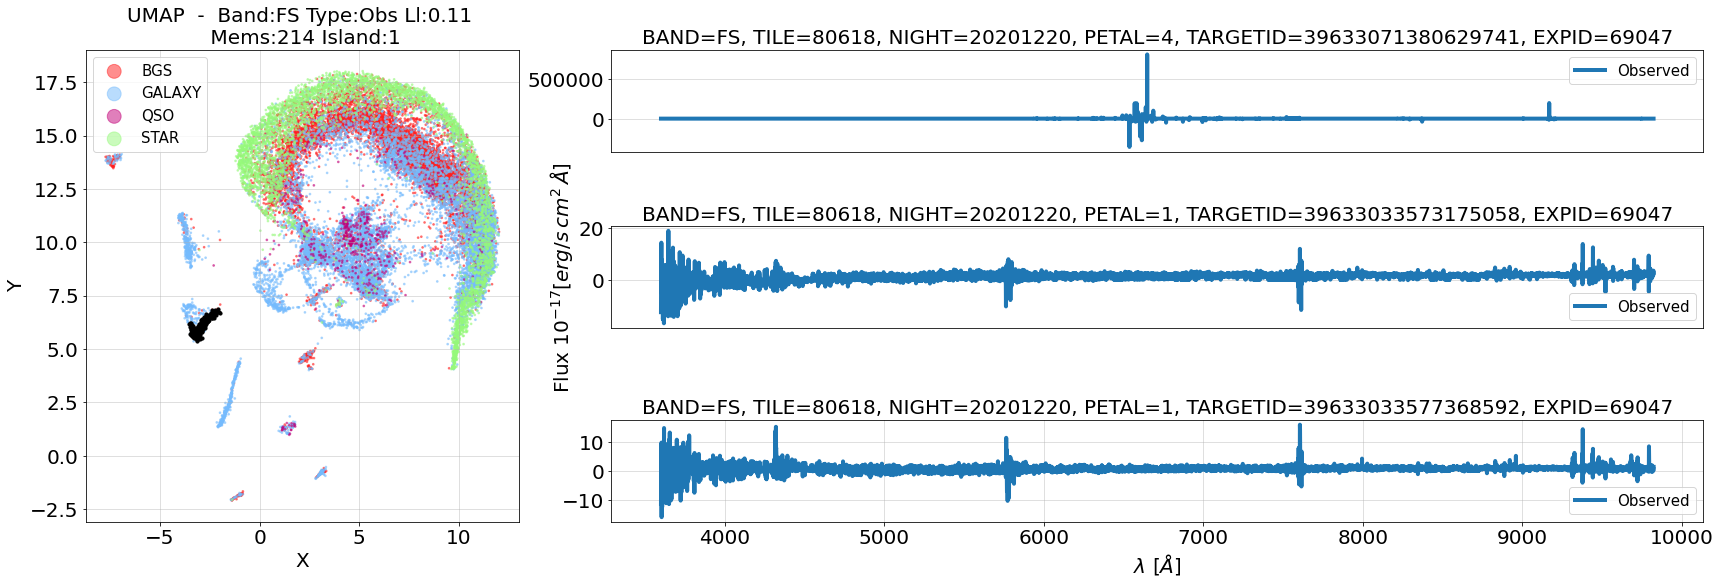 UMAP  -  Band:FS Type:Obs Ll:0.11
Mems:214 Island:1
BGS
GALAXY
QSO
STAR
17.5
15.0
12.5
10.0
7.5
5.0
2.5
0.0
−2.5
Y
−5
0
5
10
X
BAND=FS, TILE=80618, NIGHT=20201220, PETAL=4, TARGETID=39633071380629741, EXPID=69047
500000
0
Observed
Flux 10⁻¹⁷[erg/s cm² Å]
BAND=FS, TILE=80618, NIGHT=20201220, PETAL=1, TARGETID=39633033573175058, EXPID=69047
20
0
Observed
BAND=FS, TILE=80618, NIGHT=20201220, PETAL=1, TARGETID=39633033577368592, EXPID=69047
10
0
−10
Observed
4000
5000
6000
7000
8000
9000
10000
λ [Å]